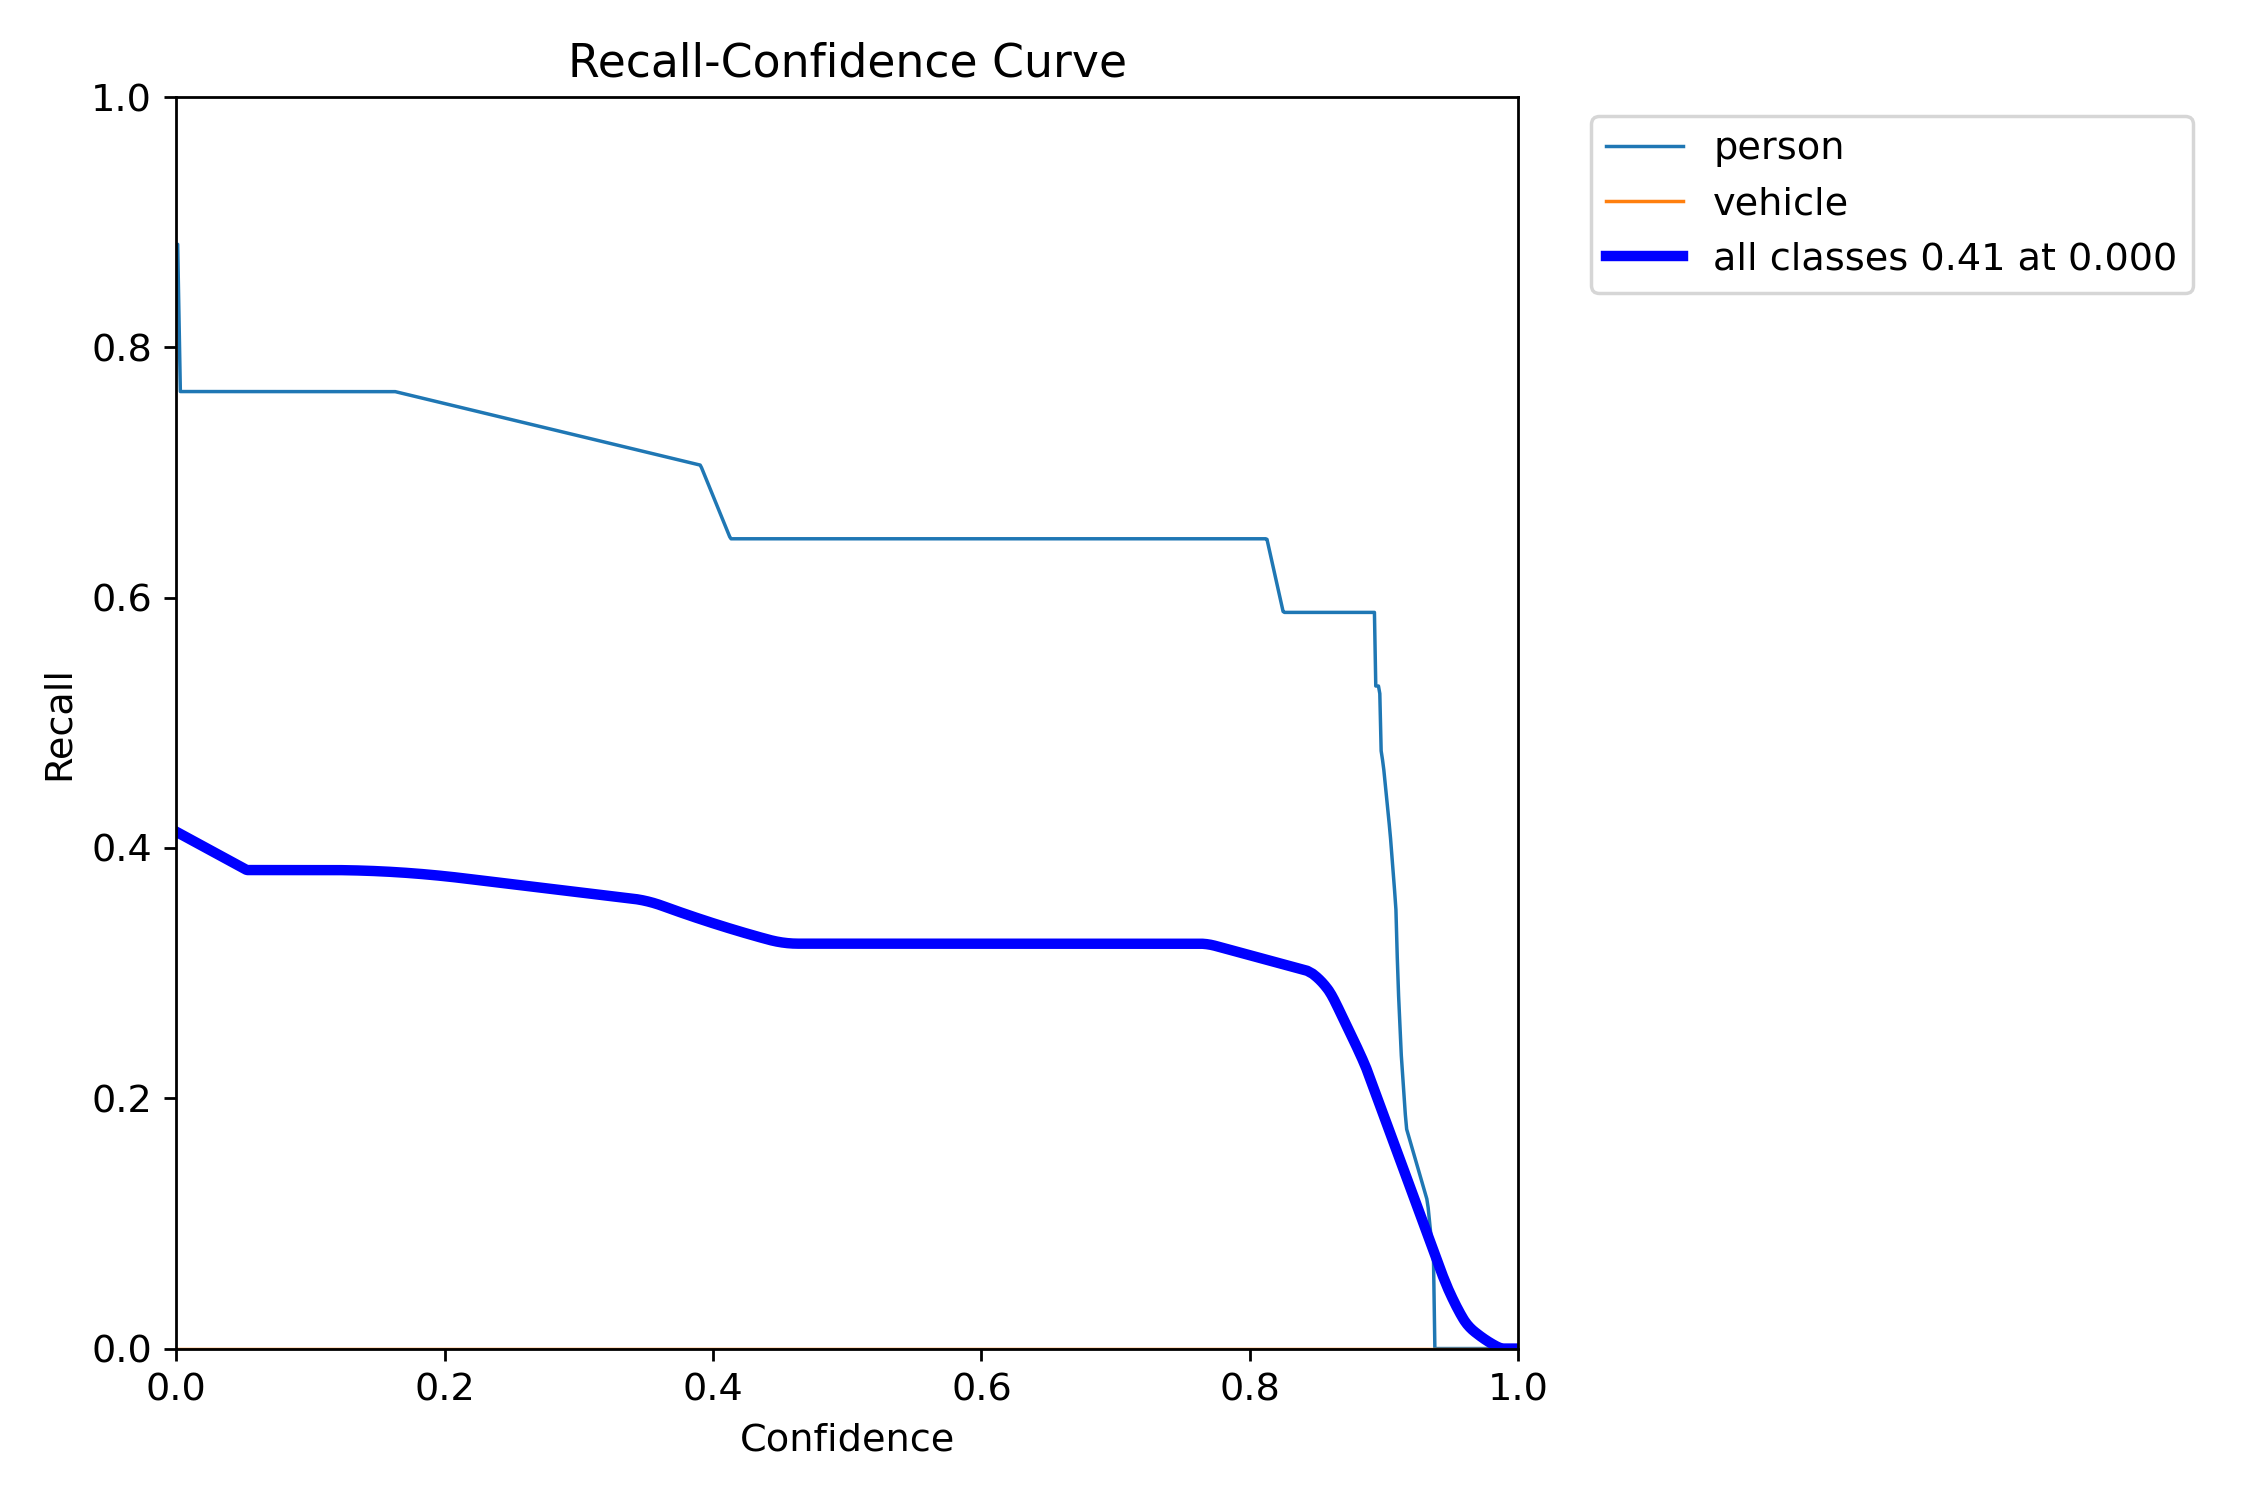 Recall-Confidence Curve
1.0
0.8
0.6
0.4
0.2
0.0
Recall
0.0 0.2 0.4 0.6 0.8 1.0
Confidence
person
vehicle
all classes 0.41 at 0.000